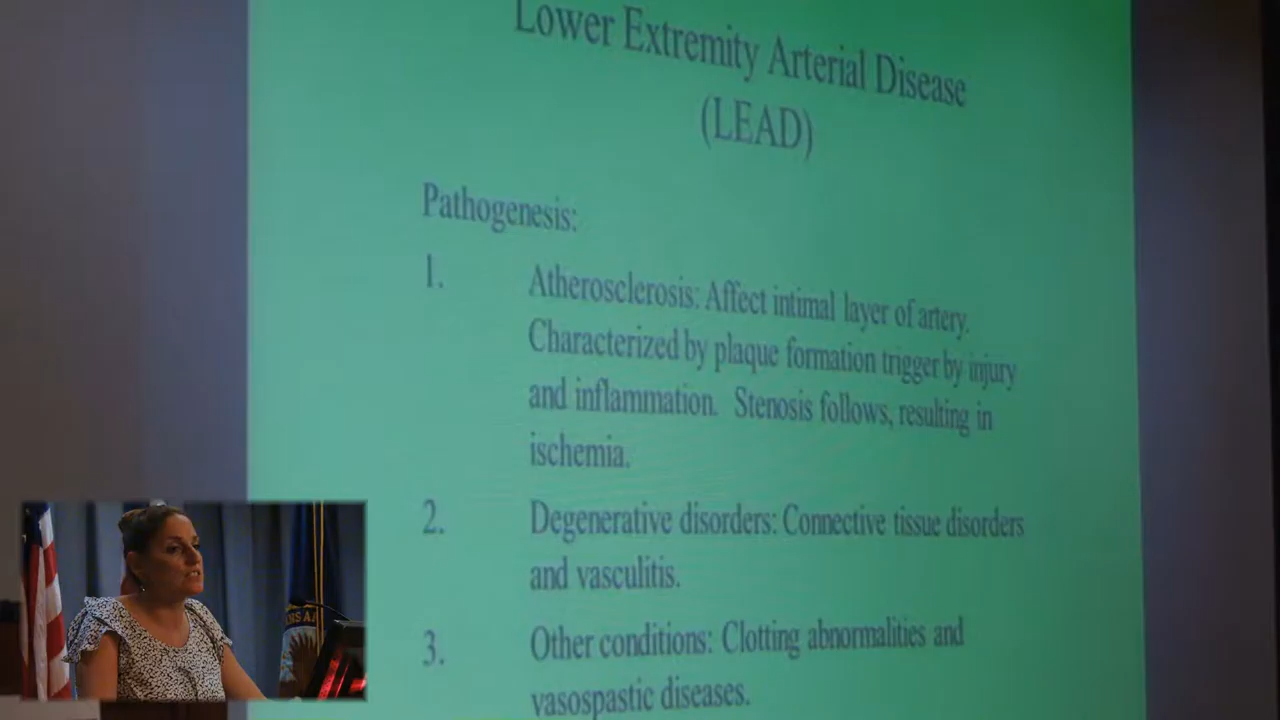 Lower Extremity Arterial Disease
(LEAD)
Pathogenesis:
1. Atherosclerosis: Affect intimal layer of artery.
Characterized by plaque formation trigger by injury
and inflammation. Stenosis follows, resulting in
ischemia.
2. Degenerative disorders: Connective tissue disorders
and vasculitis.
3. Other conditions: Clotting abnormalities and
vasospastic diseases.